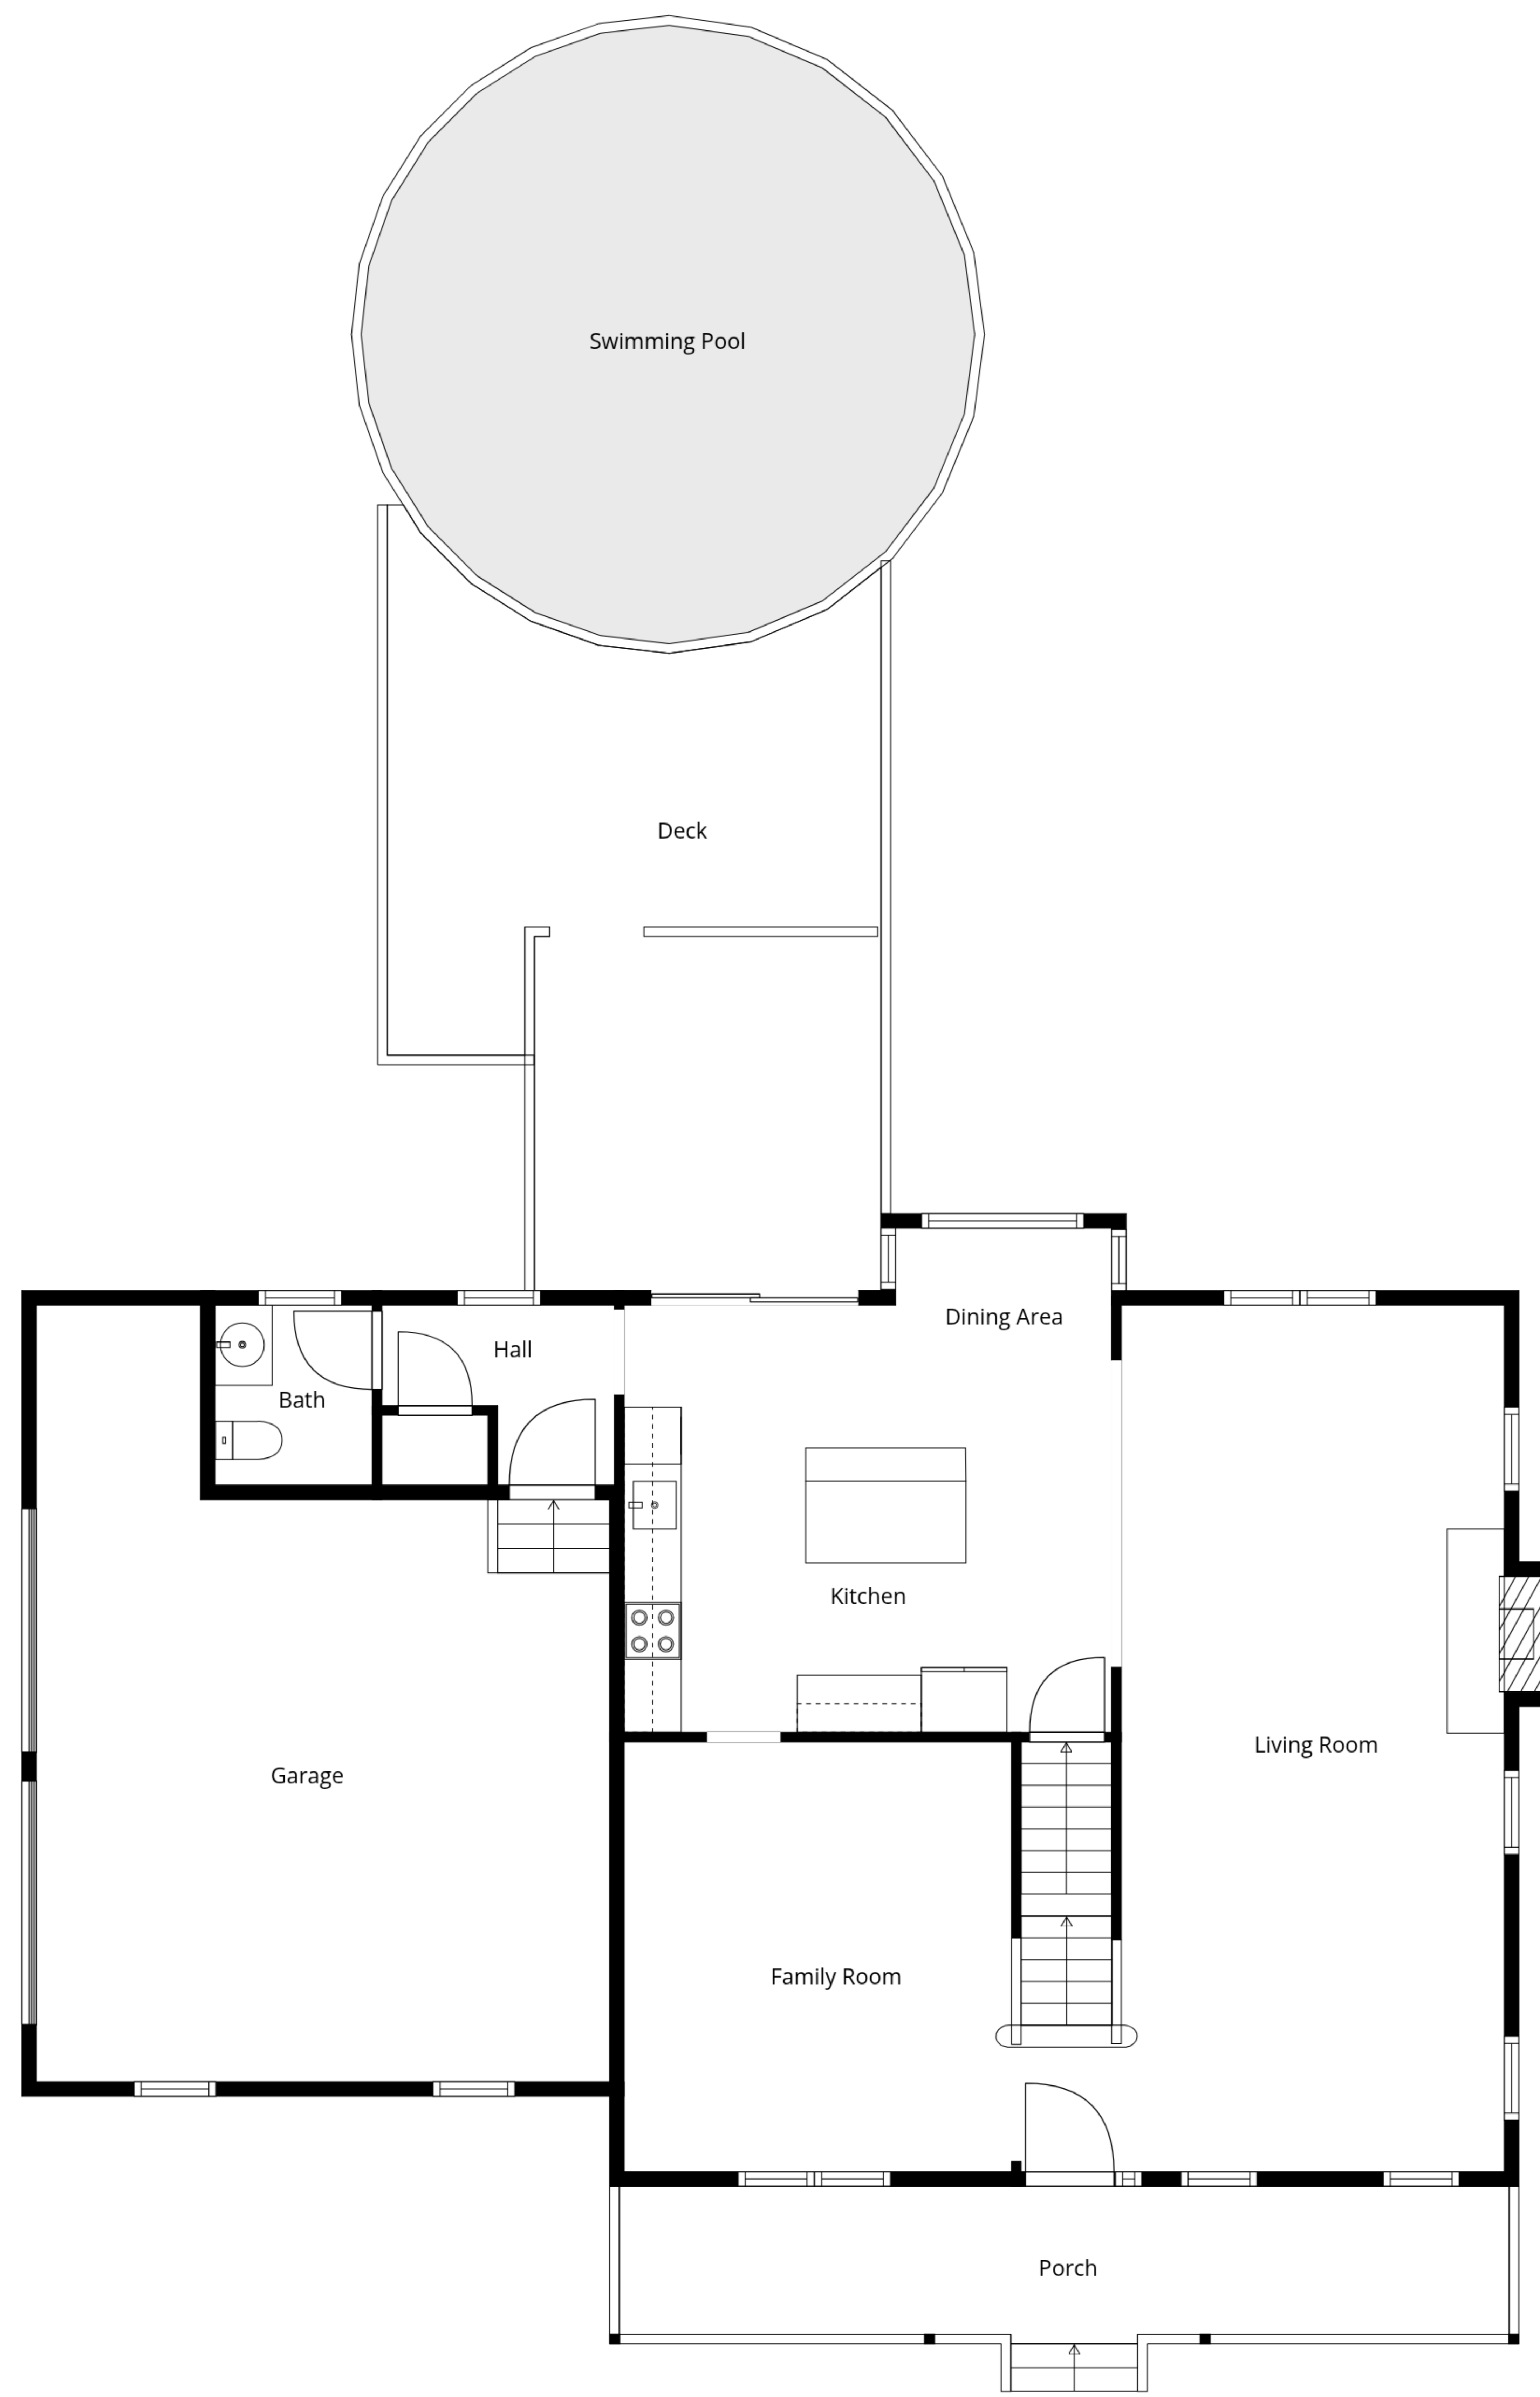 Swimming Pool
Deck
Dining Area
Hall
Bath
Kitchen
Living Room
Garage
Family Room
Porch